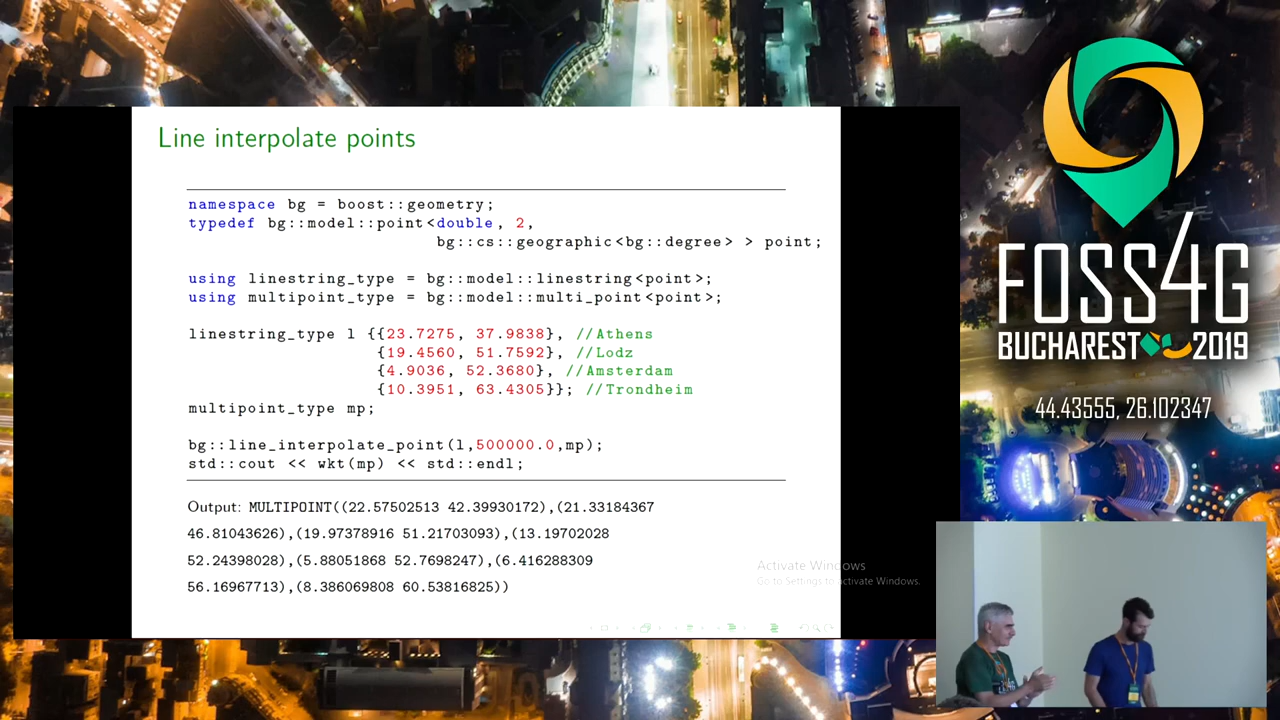 Line interpolate points
namespace bg = boost::geometry;
typedef bg::model::point<double, 2,
bg::cs::geographic<bg::degree> > point;
using linestring_type = bg::model::linestring<point>;
using multipoint_type = bg::model::multi_point<point>;
linestring_type l {{23.7275, 37.9838}, //Athens
{19.4560, 51.7592}, //Lodz
{4.9036, 52.3680}, //Amsterdam
{10.3951, 63.4305}}; //Trondheim
multipoint_type mp;
bg::line_interpolate_point(l,500000.0,mp);
std::cout << wkt(mp) << std::endl;
Output: MULTIPOINT((22.57502513 42.39930172),(21.33184367
46.81043626),(19.97378916 51.21703093),(13.19702028
52.24398028),(5.88051868 52.7698247),(6.416288309
56.16967713),(8.386069808 60.53816825))
Activate Windows
Go to Settings to activate Windows.
FOSS4G
BUCHAREST 2019
44.43555, 26.102347